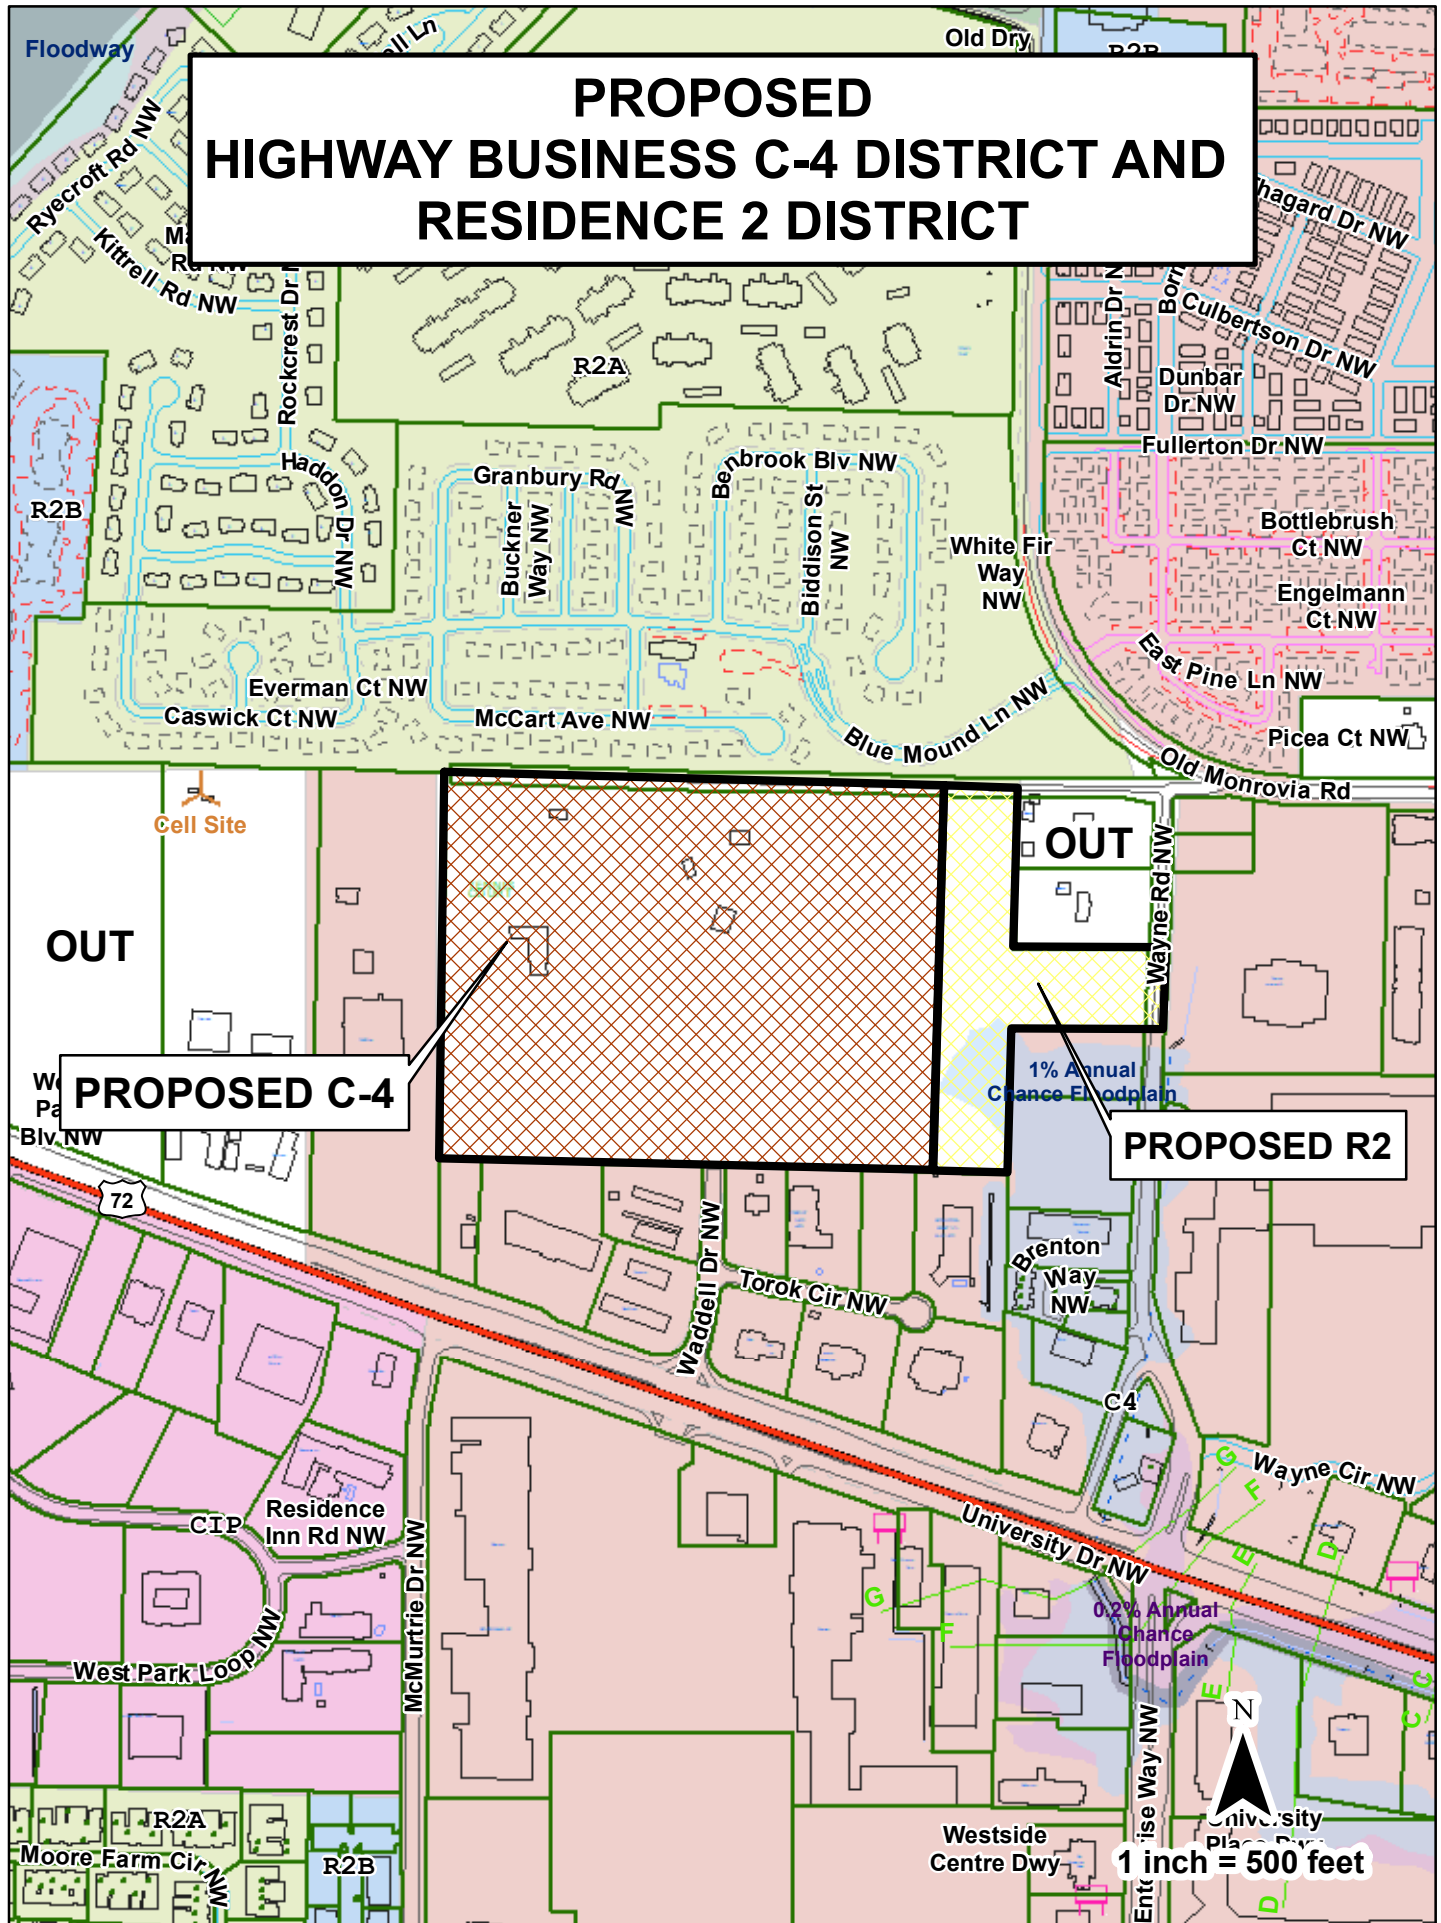 Floodway
Old Dry
R2B
PROPOSED
HIGHWAY BUSINESS C-4 DISTRICT AND
RESIDENCE 2 DISTRICT
Ryecroft Rd NW
Kittrell Rd NW
Rockcrest Dr
Thagard Dr NW
Culbertson Dr NW
Aldrin Dr
Dunbar
Dr NW
Fullerton Dr NW
R2A
R2B
Haddon Dr NW
Granbury Rd NW
Buckner
Way NW
Benbrook Blv NW
Biddison St
NW
White Fir
Way
NW
Bottlebrush
Ct NW
Engelmann
Ct NW
East Pine Ln NW
Picea Ct NW
Everman Ct NW
Caswick Ct NW
McCart Ave NW
Blue Mound Ln NW
Old Monrovia Rd
Cell Site
OUT
OUT
Wayne Rd NW
PROPOSED C-4
Blv NW
1% Annual
Chance Floodplain
PROPOSED R2
72
Waddell Dr NW
Torok Cir NW
Brenton
Way
NW
C4
Wayne Cir NW
Residence
Inn Rd NW
CIP
McMurtrie Dr NW
West Park Loop NW
University Dr NW
G
F
E
D
G
F
E
C
C
D
0.2% Annual
Chance
Floodplain
N
Westside
Centre Dwy
University
1 inch = 500 feet
R2A
R2B
Moore Farm Cir NW